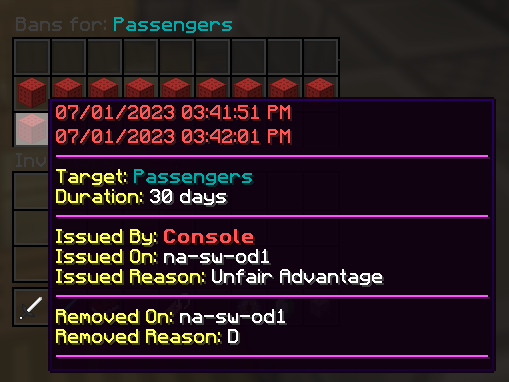 Bans for: Passengers
07/01/2023 03:41:51 PM
07/01/2023 03:42:01 PM
Target: Passengers
Duration: 30 days
Issued By: Console
Issued On: na-sw-od1
Issued Reason: Unfair Advantage
Removed On: na-sw-od1
Removed Reason: D
Inv